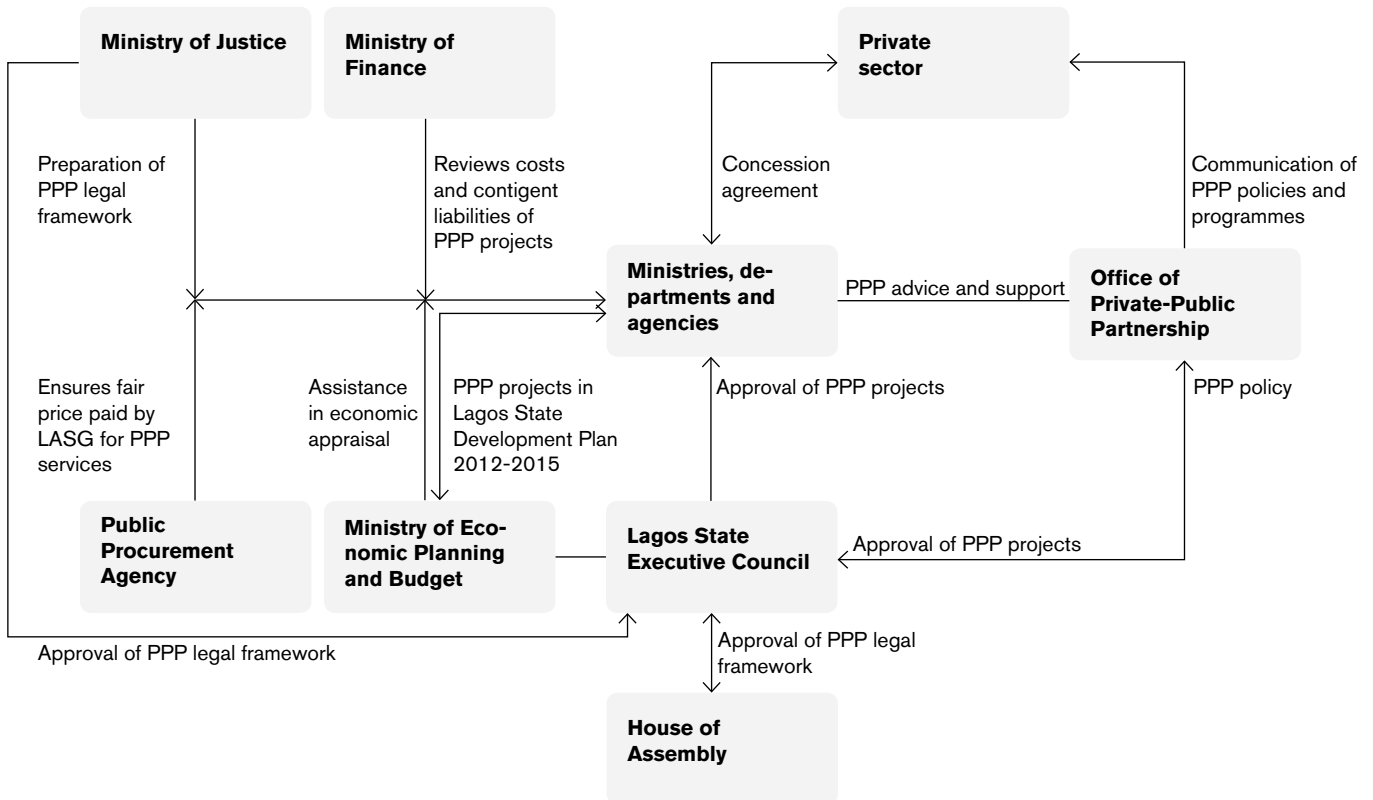 Ministry of Justice
Ministry of
Finance
Private
sector
Preparation of
PPP legal
framework
Reviews costs
and contigent
liabilities of
PPP projects
Concession
agreement
Communication of
PPP policies and
programmes
Ministries, de-
partments and
agencies
PPP advice and support
Office of
Private-Public
Partnership
Ensures fair
price paid by
LASG for PPP
services
Assistance
in economic
appraisal
PPP projects in
Lagos State
Development Plan
2012-2015
Approval of PPP projects
PPP policy
Public
Procurement
Agency
Ministry of Eco-
nomic Planning
and Budget
Lagos State
Executive Council
Approval of PPP projects
Approval of PPP legal framework
Approval of PPP legal
framework
House of
Assembly